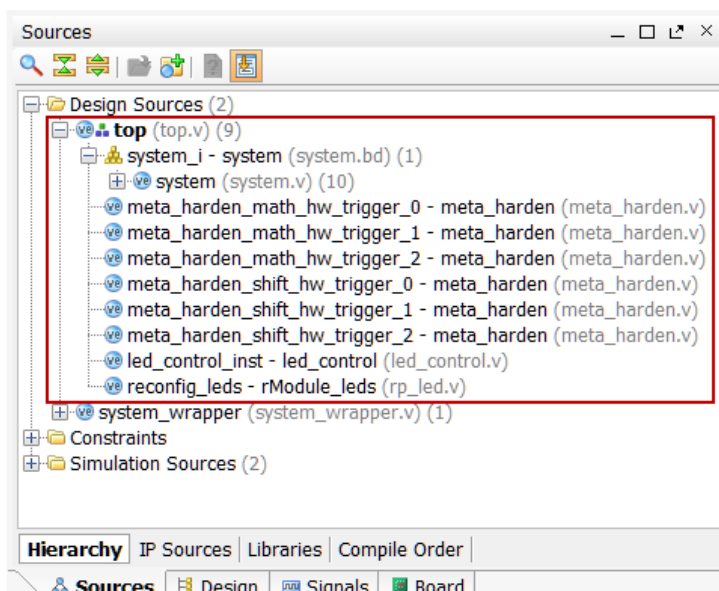 Sources
Design Sources (2)
top (top.v) (9)
system_i - system (system.bd) (1)
system (system.v) (10)
meta_harden_math_hw_trigger_0 - meta_harden (meta_harden.v)
meta_harden_math_hw_trigger_1 - meta_harden (meta_harden.v)
meta_harden_math_hw_trigger_2 - meta_harden (meta_harden.v)
meta_harden_shift_hw_trigger_0 - meta_harden (meta_harden.v)
meta_harden_shift_hw_trigger_1 - meta_harden (meta_harden.v)
meta_harden_shift_hw_trigger_2 - meta_harden (meta_harden.v)
led_control_inst - led_control (led_control.v)
reconfig_leds - rModule_leds (rp_led.v)
system_wrapper (system_wrapper.v) (1)
Constraints
Simulation Sources (2)
Hierarchy IP Sources Libraries Compile Order
Sources Design Signals Board